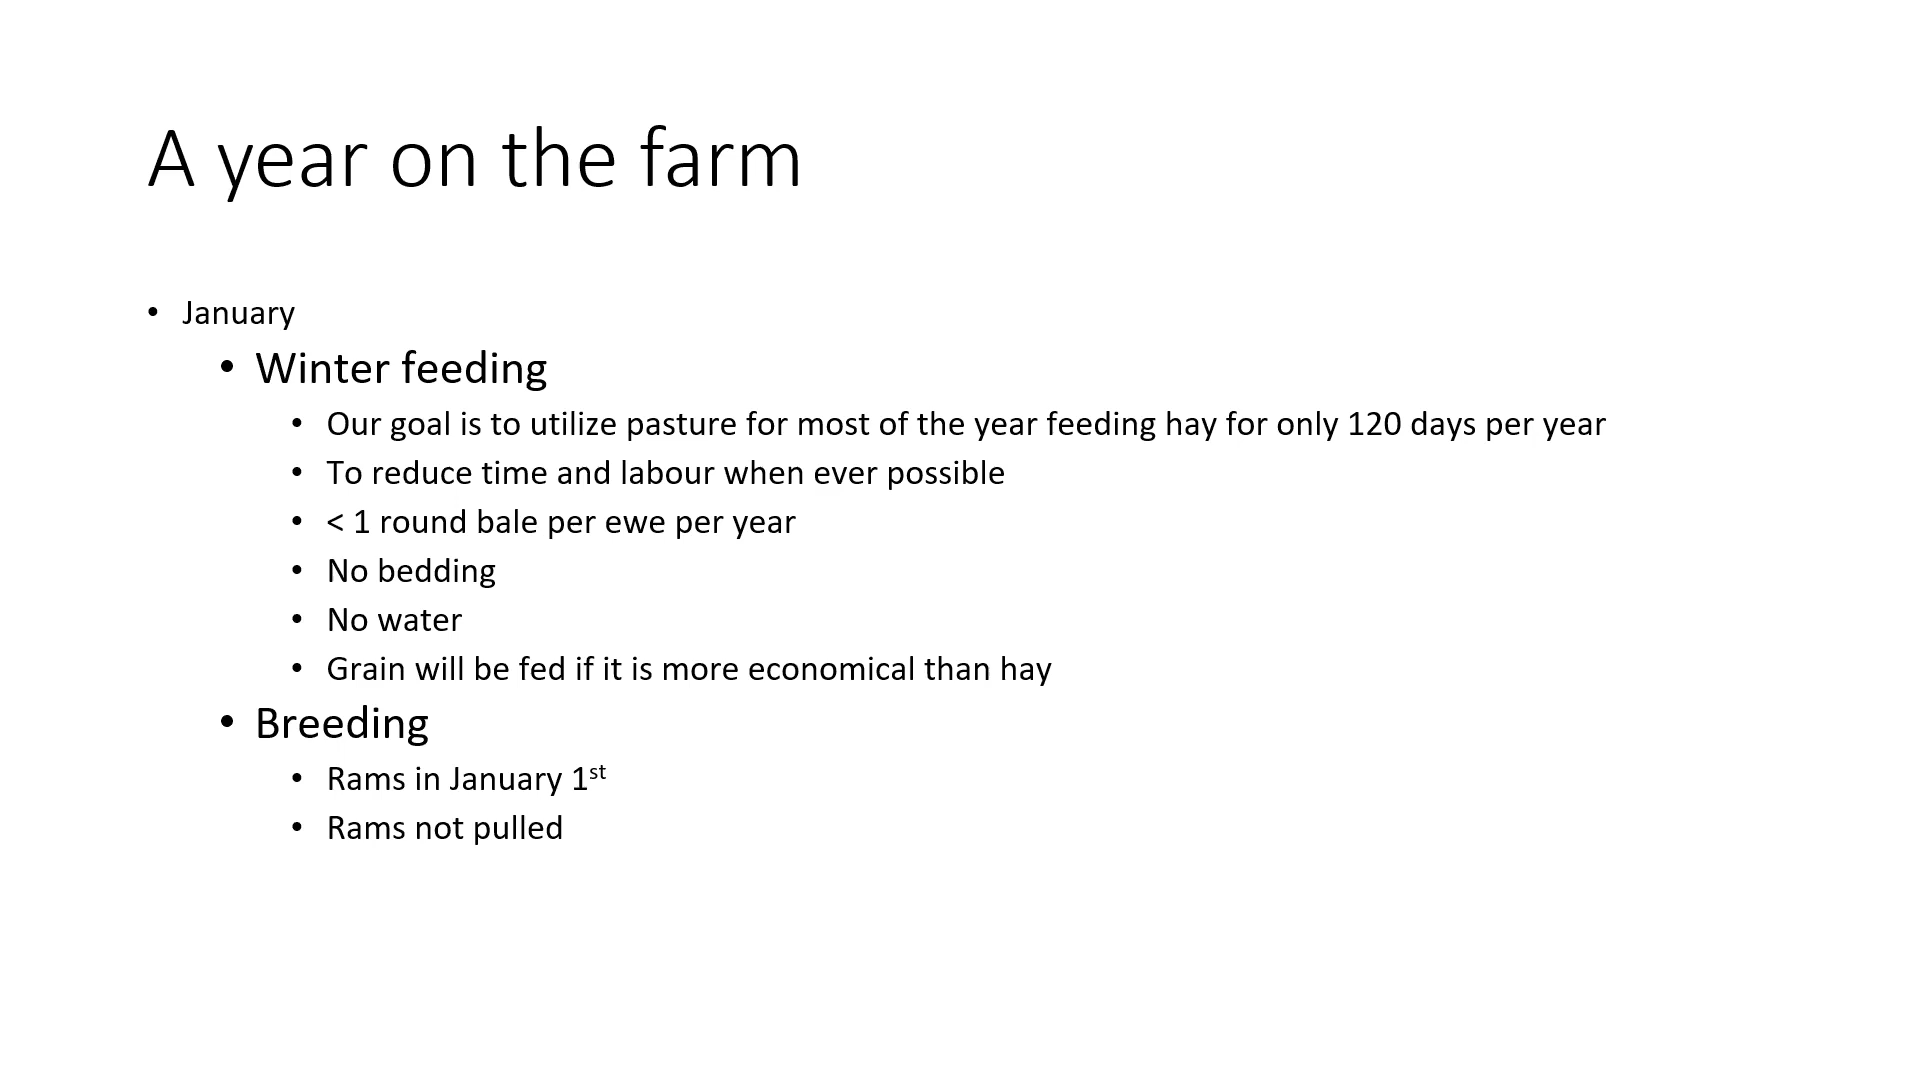 A year on the farm
• January
• Winter feeding
• Our goal is to utilize pasture for most of the year feeding hay for only 120 days per year
• To reduce time and labour when ever possible
• < 1 round bale per ewe per year
• No bedding
• No water
• Grain will be fed if it is more economical than hay
• Breeding
• Rams in January 1st
• Rams not pulled